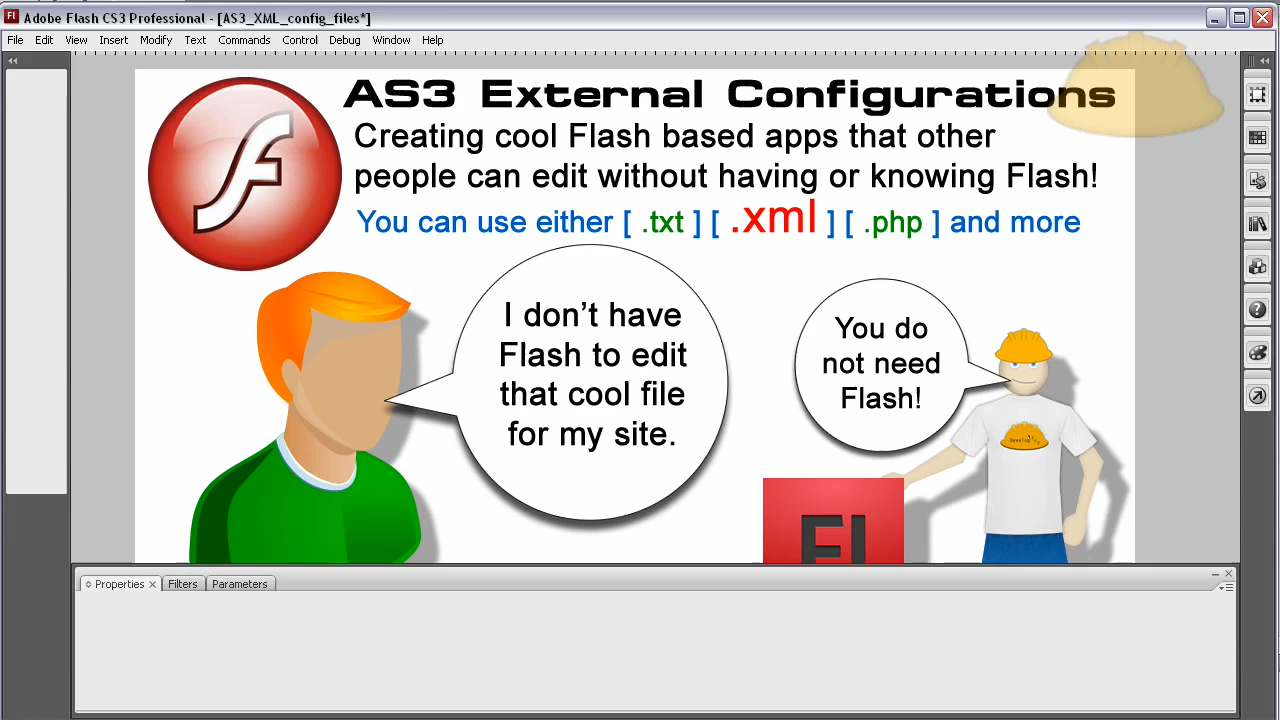 Fl Adobe Flash CS3 Professional - [AS3_XML_config_files*]
File Edit View Insert Modify Text Commands Control Debug Window Help
AS3 External Configurations
Creating cool Flash based apps that other
people can edit without having or knowing Flash!
You can use either [ .txt ] [ .xml ] [ .php ] and more
I don't have
Flash to edit
that cool file
for my site.
You do
not need
Flash!
Fl
Properties Filters Parameters